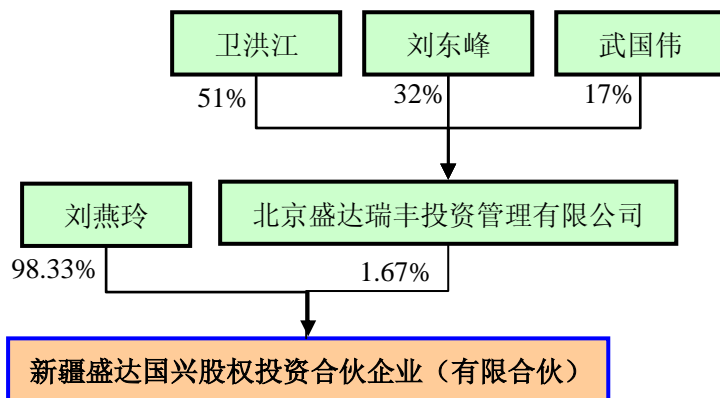 卫洪江 刘东峰 武国伟
51% 32% 17%
刘燕玲 北京盛达瑞丰投资管理有限公司
98.33% 1.67%
新疆盛达国兴股权投资合伙企业（有限合伙）